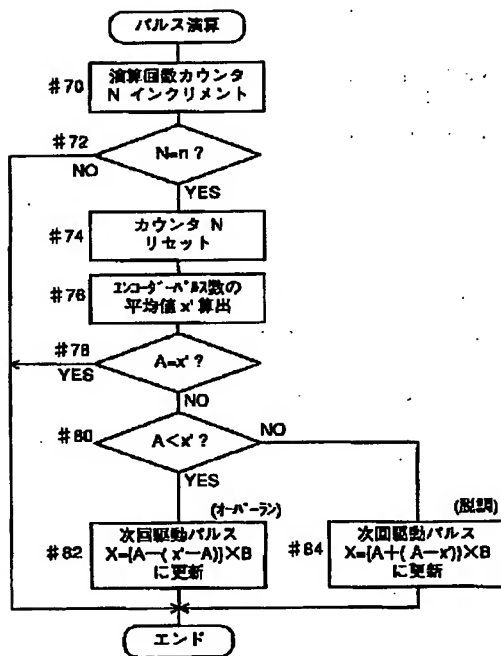 パルス演算
#70
演算回数カウンタ
N インクリメント
#72
N=n ?
NO
YES
#74
カウンタ N
リセット
#76
エンコーダーパルス数の
平均値 x' 算出
#78
A=x' ?
YES
NO
#80
A<x' ?
NO
YES
(オーバーラン)
#82
次回駆動パルス
X={A−( x'−A)}×B
に更新
(脱調)
#84
次回駆動パルス
X={A+( A−x')}×B
に更新
エンド